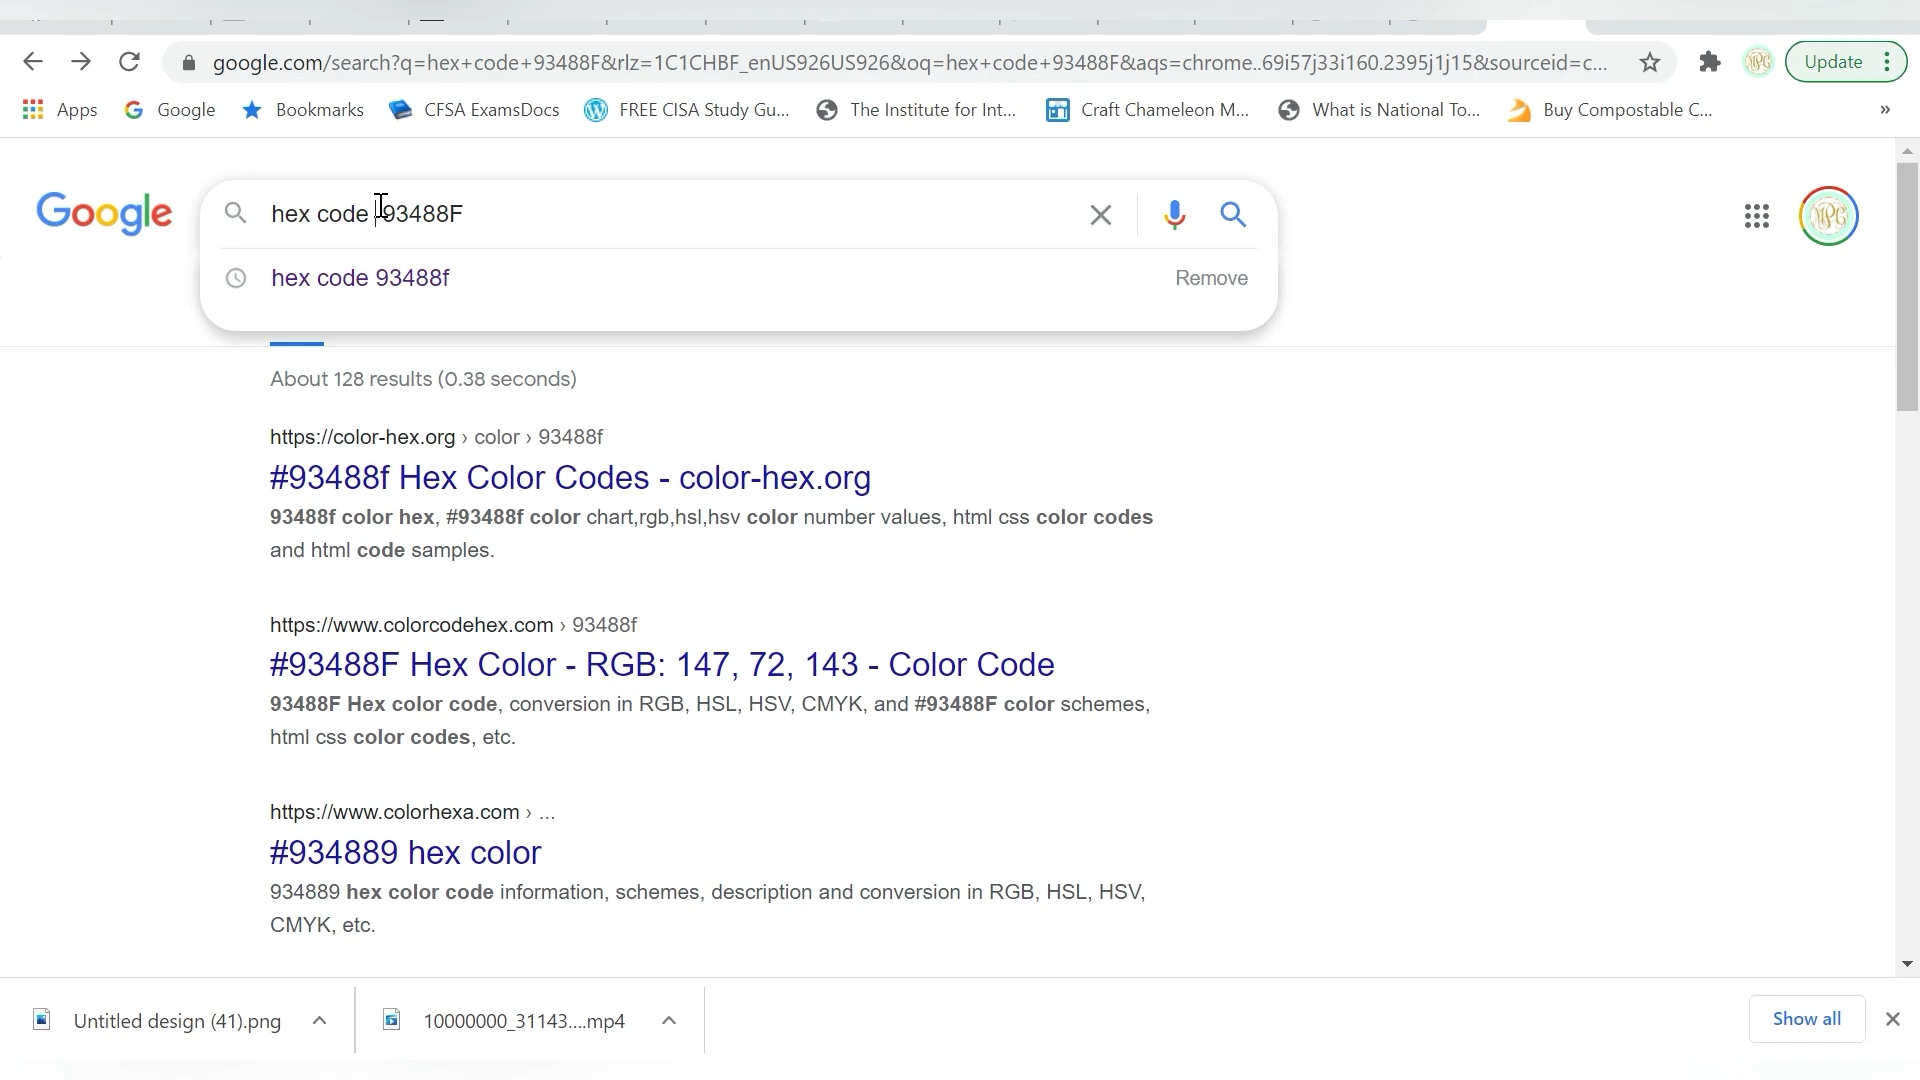 google.com/search?q=hex+code+93488F&rlz=1C1CHBF_enUS926US926&oq=hex+code+93488F&aqs=chrome..69i57j33i160.2395j1j15&sourceid=c...
Update
Apps
Google
Bookmarks
CFSA ExamsDocs
FREE CISA Study Gu...
The Institute for Int...
Craft Chameleon M...
What is National To...
Buy Compostable C...
»
Google
hex code 93488F
hex code 93488f
Remove
About 128 results (0.38 seconds)
https://color-hex.org › color › 93488f
#93488f Hex Color Codes - color-hex.org
93488f color hex, #93488f color chart,rgb,hsl,hsv color number values, html css color codes
and html code samples.
https://www.colorcodehex.com › 93488f
#93488F Hex Color - RGB: 147, 72, 143 - Color Code
93488F Hex color code, conversion in RGB, HSL, HSV, CMYK, and #93488F color schemes,
html css color codes, etc.
https://www.colorhexa.com › ...
#934889 hex color
934889 hex color code information, schemes, description and conversion in RGB, HSL, HSV,
CMYK, etc.
Untitled design (41).png
10000000_31143....mp4
Show all